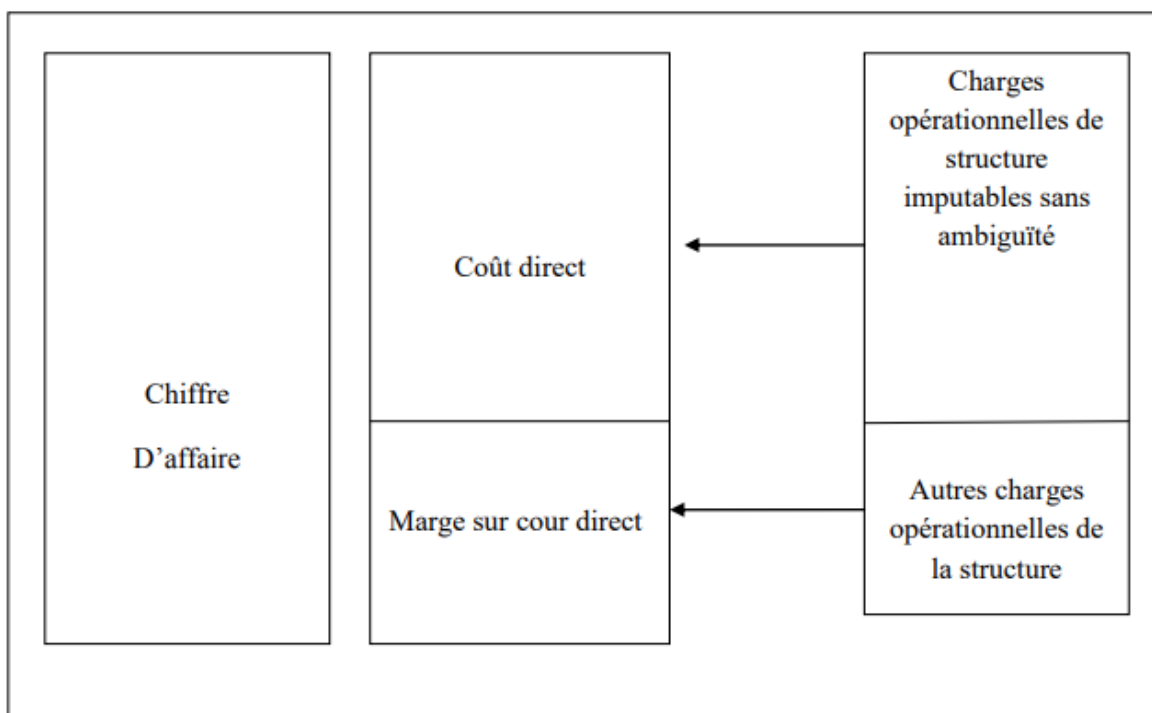 Chiffre
D’affaire
Coût direct
Marge sur cour direct
Charges
opérationnelles de
structure
imputables sans
ambiguïté
Autres charges
opérationnelles de
la structure